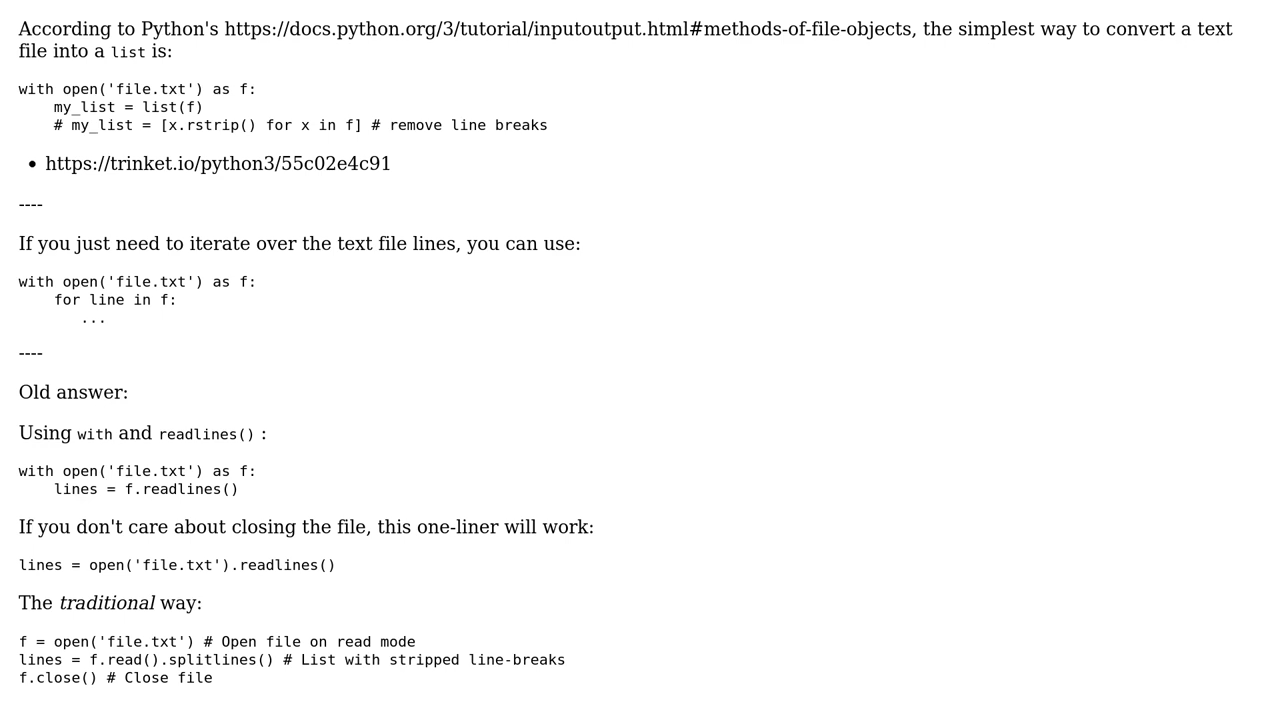 According to Python's https://docs.python.org/3/tutorial/inputoutput.html#methods-of-file-objects, the simplest way to convert a text
file into a list is:
with open('file.txt') as f:
    my_list = list(f)
    # my_list = [x.rstrip() for x in f] # remove line breaks
• https://trinket.io/python3/55c02e4c91
----
If you just need to iterate over the text file lines, you can use:
with open('file.txt') as f:
    for line in f:
       ...
----
Old answer:
Using with and readlines() :
with open('file.txt') as f:
    lines = f.readlines()
If you don't care about closing the file, this one-liner will work:
lines = open('file.txt').readlines()
The traditional way:
f = open('file.txt') # Open file on read mode
lines = f.read().splitlines() # List with stripped line-breaks
f.close() # Close file